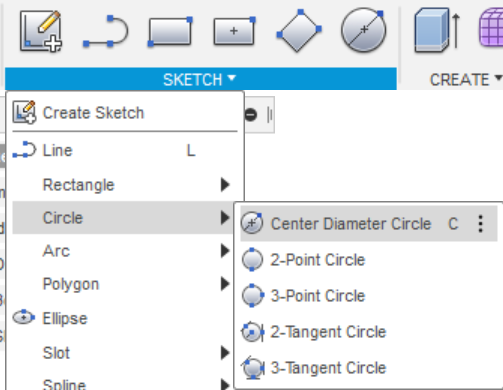 SKETCH ▾
CREATE ▾
Create Sketch
Line L
Rectangle
Circle
Center Diameter Circle C
Arc
2-Point Circle
Polygon
3-Point Circle
Ellipse
2-Tangent Circle
Slot
3-Tangent Circle
Spline